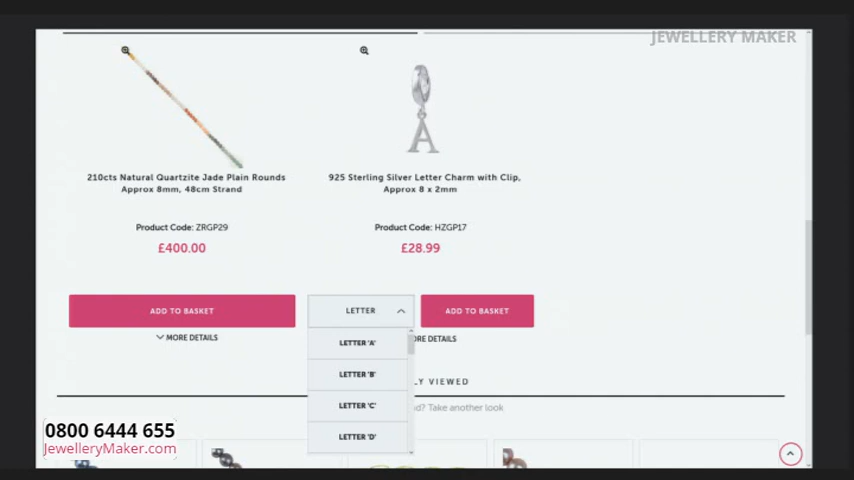 JEWELLERY MAKER
210cts Natural Quartzite Jade Plain Rounds
Approx 8mm, 48cm Strand
Product Code: ZRGP29
£400.00
ADD TO BASKET
MORE DETAILS
A
925 Sterling Silver Letter Charm with Clip,
Approx 8 x 2mm
Product Code: HZGP17
£28.99
LETTER
ADD TO BASKET
LETTER 'A'
LETTER 'B'
LETTER 'C'
LETTER 'D'
ORE DETAILS
LY VIEWED
d? Take another look
0800 6444 655
JewelleryMaker.com